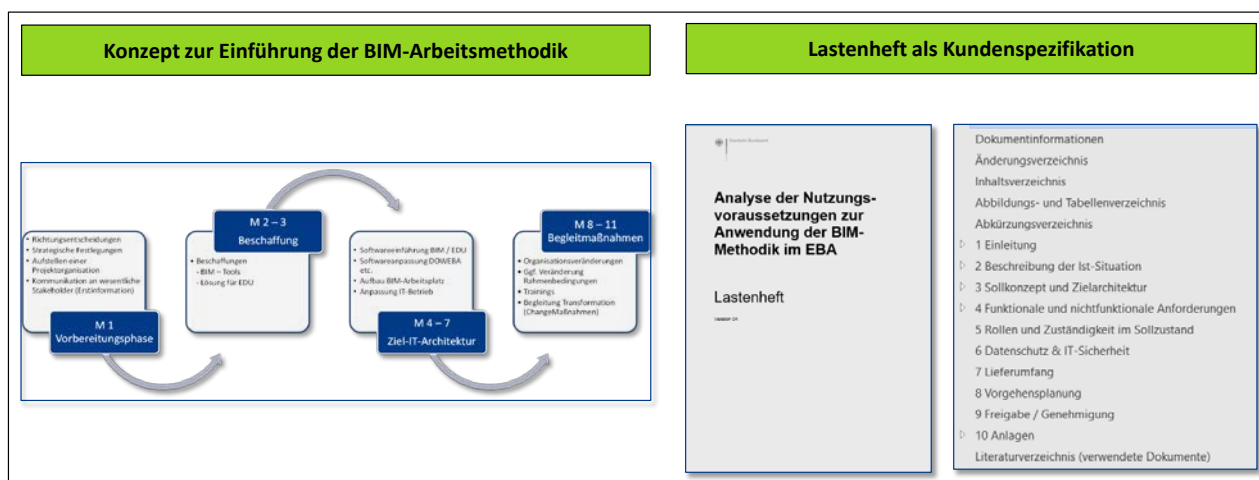 Konzept zur Einführung der BIM-Arbeitsmethodik
Lastenheft als Kundenspezifikation
• Richtungsentscheidungen
• Strategische Festlegungen
• Aufstellen einer
Projektorganisation
• Kommunikation an wesentliche
Stakeholder (Erstinformation)
M 1
Vorbereitungsphase
M 2 – 3
Beschaffung
• Beschaffungen
- BIM – Tools
- Lösung für EDU
• Softwareeinführung BIM / EDU
• Softwareanpassung DOWEBA
etc.
• Aufbau BIM-Arbeitsplatz
• Anpassung IT-Betrieb
M 4 – 7
Ziel-IT-Architektur
M 8 – 11
Begleitmaßnahmen
• Organisationsveränderungen
• Ggf. Veränderung
Rahmenbedingungen
• Trainings
• Begleitung Transformation
(ChangeMaßnahmen)
Eisenbahn-Bundesamt
Analyse der Nutzungs-
voraussetzungen zur
Anwendung der BIM-
Methodik im EBA
Lastenheft
Dokumentinformationen
Änderungsverzeichnis
Inhaltsverzeichnis
Abbildungs- und Tabellenverzeichnis
Abkürzungsverzeichnis
1 Einleitung
2 Beschreibung der Ist-Situation
3 Sollkonzept und Zielarchitektur
4 Funktionale und nichtfunktionale Anforderungen
5 Rollen und Zuständigkeit im Sollzustand
6 Datenschutz & IT-Sicherheit
7 Lieferumfang
8 Vorgehensplanung
9 Freigabe / Genehmigung
10 Anlagen
Literaturverzeichnis (verwendete Dokumente)